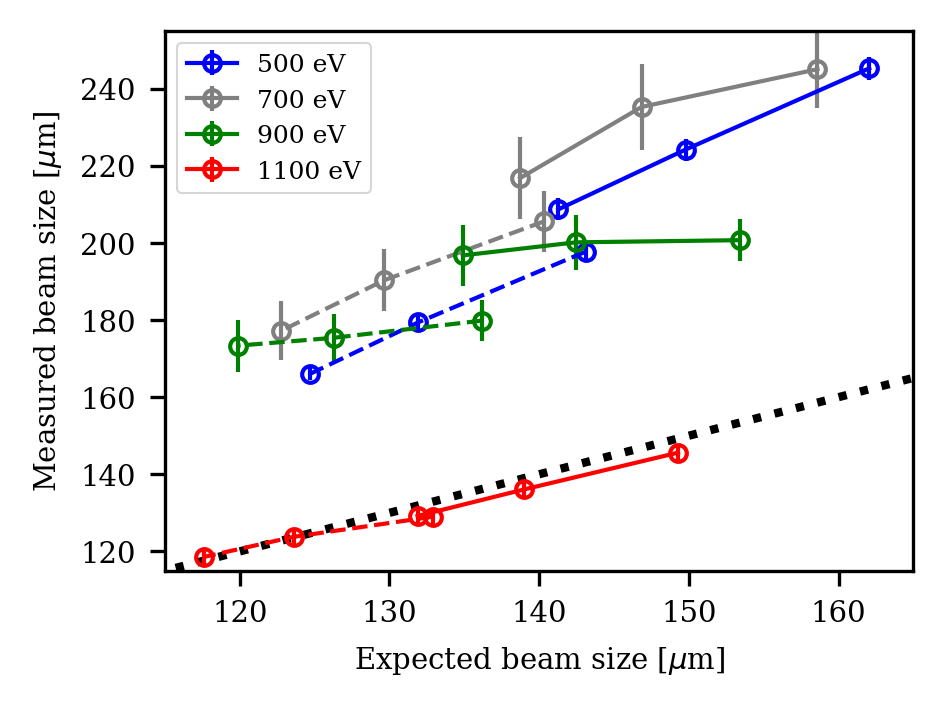 500 eV
700 eV
900 eV
1100 eV
Measured beam size [μm]
240
220
200
180
160
140
120
120 130 140 150 160
Expected beam size [μm]